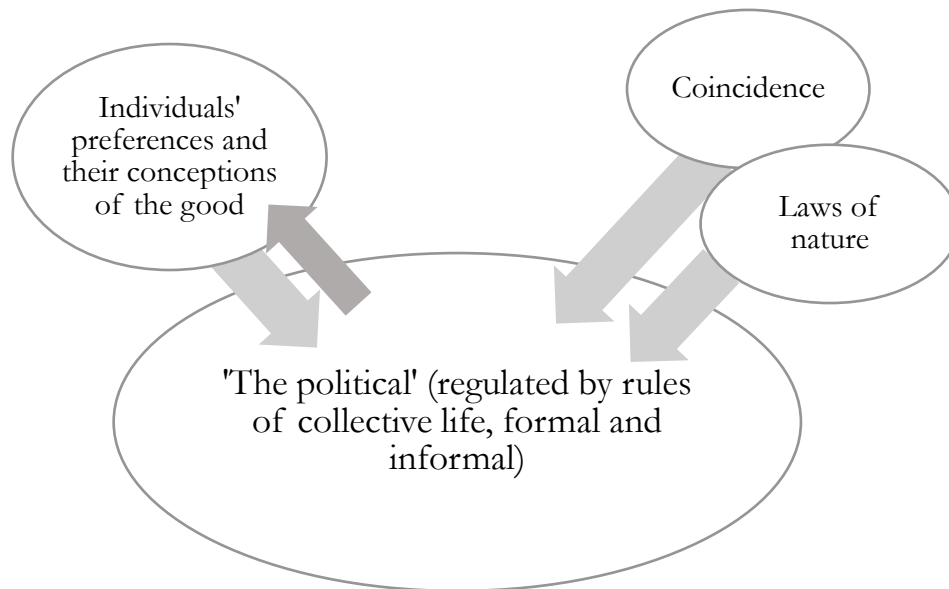 Individuals'
preferences and
their conceptions
of the good
Coincidence
Laws of
nature
'The political' (regulated by rules
of collective life, formal and
informal)